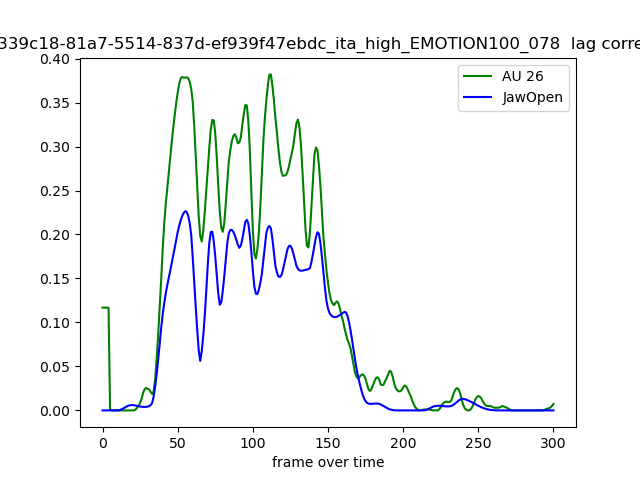 339c18-81a7-5514-837d-ef939f47ebdc_ita_high_EMOTION100_078 lag corre
AU 26
JawOpen
0.40
0.35
0.30
0.25
0.20
0.15
0.10
0.05
0.00
0 50 100 150 200 250 300
frame over time